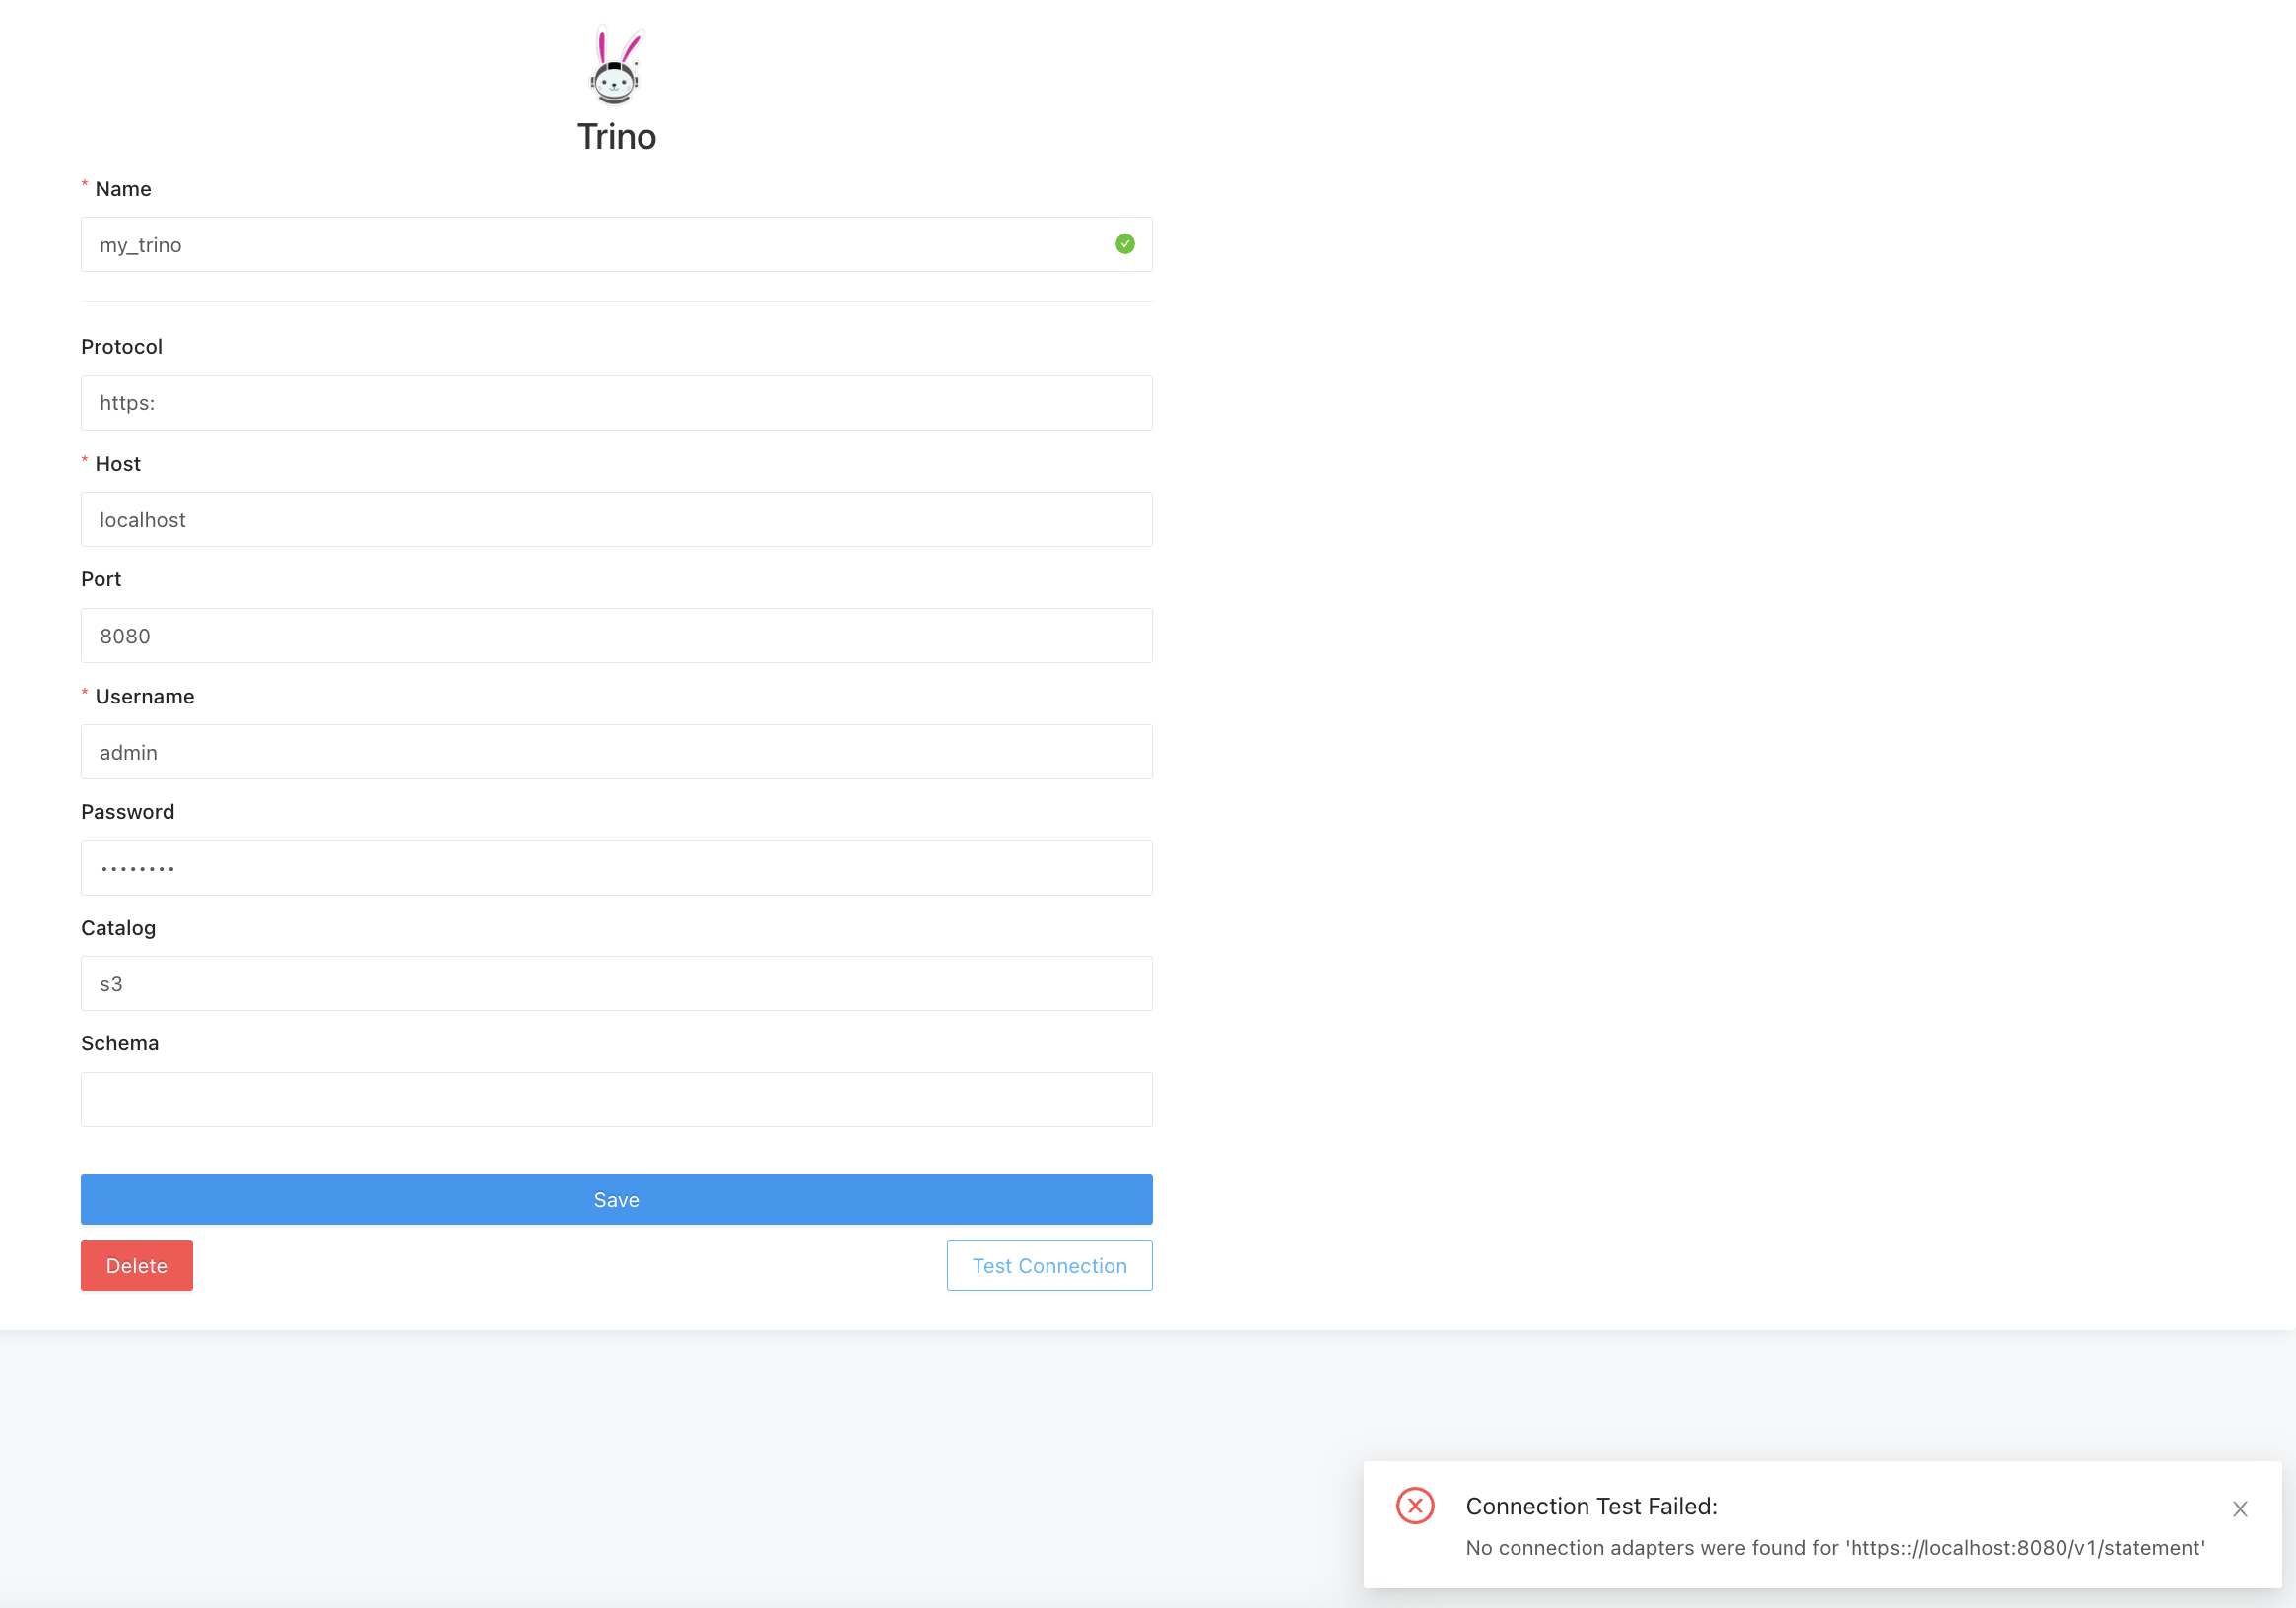 Trino
* Name
my_trino
Protocol
https:
* Host
localhost
Port
8080
* Username
admin
Password
••••••••
Catalog
s3
Schema
Save
Delete
Test Connection
Connection Test Failed:
No connection adapters were found for 'https:://localhost:8080/v1/statement'